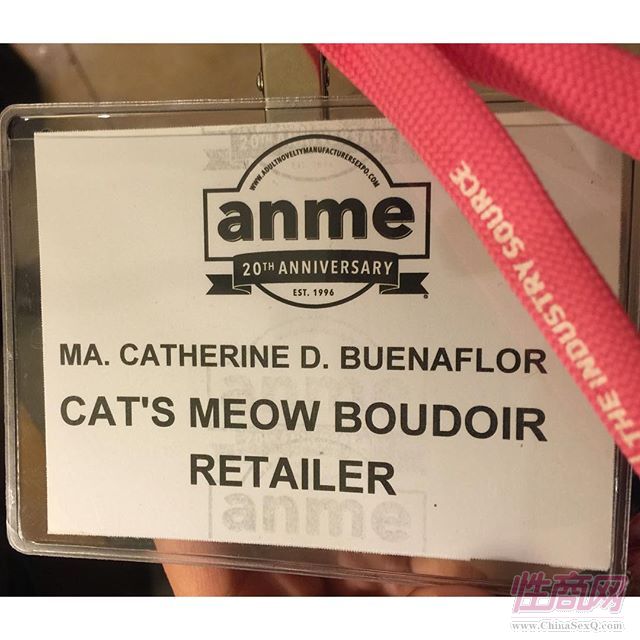 WWW.ADULTNOVELTYMANUFACTURERSEXPO.COM
anme
20TH ANNIVERSARY
EST. 1996
MA. CATHERINE D. BUENAFLOR
CAT'S MEOW BOUDOIR
RETAILER
THE INDUSTRY SOURCE
性商网
www.ChinaSexQ.com